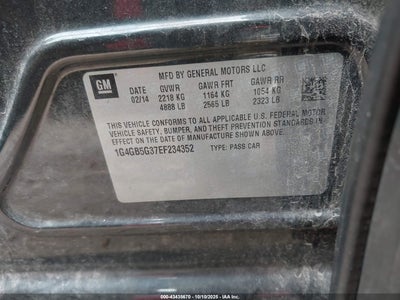 GM
MFD BY GENERAL MOTORS LLC
DATE GVWR GAWR FRT GAWR RR
02/14 2218 KG 1164 KG 1054 KG
4888 LB 2565 LB 2323 LB
THIS VEHICLE CONFORMS TO ALL APPLICABLE U.S. FEDERAL MOTOR
VEHICLE SAFETY, BUMPER, AND THEFT PREVENTION STANDARDS IN
EFFECT ON THE DATE OF MANUFACTURE SHOWN ABOVE.
1G4GB5G37EF234352 TYPE: PASS CAR
000-43435670 - 10/10/2025 - IAA, Inc.